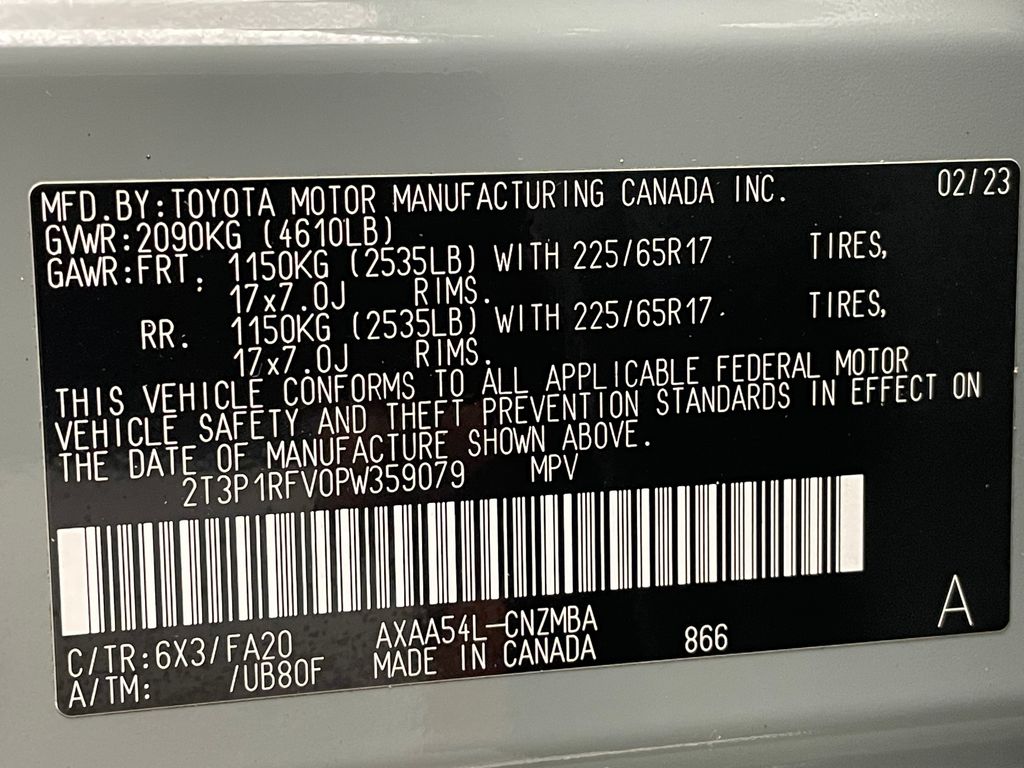 MFD.BY:TOYOTA MOTOR MANUFACTURING CANADA INC. 02/23
GVWR:2090KG (4610LB)
GAWR:FRT. 1150KG (2535LB) WITH 225/65R17 TIRES,
17x7.0J RIMS.
RR. 1150KG (2535LB) WITH 225/65R17 TIRES,
17x7.0J RIMS.
THIS VEHICLE CONFORMS TO ALL APPLICABLE FEDERAL MOTOR
VEHICLE SAFETY AND THEFT PREVENTION STANDARDS IN EFFECT ON
THE DATE OF MANUFACTURE SHOWN ABOVE.
2T3P1RFV0PW359079 MPV
C/TR:6X3/FA20 AXAA54L-CNZMBA 866 A
A/TM: /UB80F MADE IN CANADA